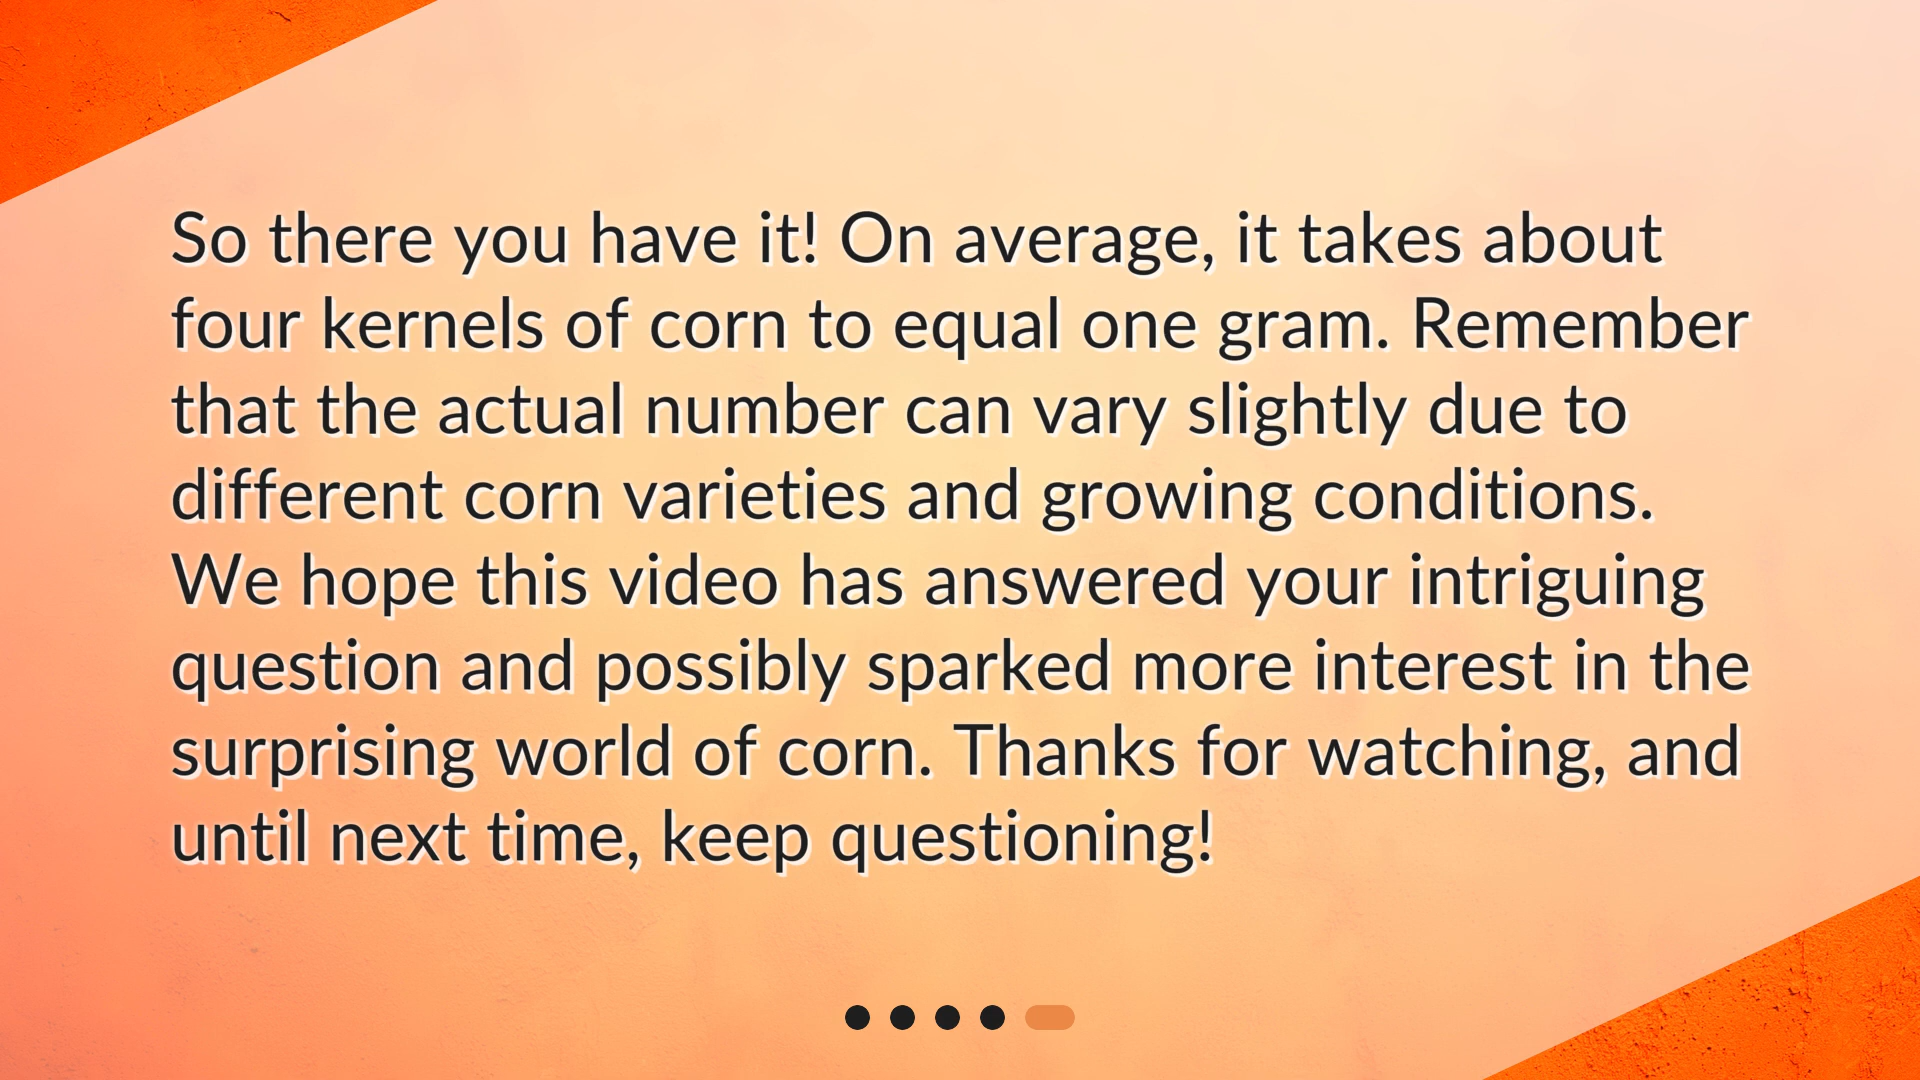 So there you have it! On average, it takes about
four kernels of corn to equal one gram. Remember
that the actual number can vary slightly due to
different corn varieties and growing conditions.
We hope this video has answered your intriguing
question and possibly sparked more interest in the
surprising world of corn. Thanks for watching, and
until next time, keep questioning!